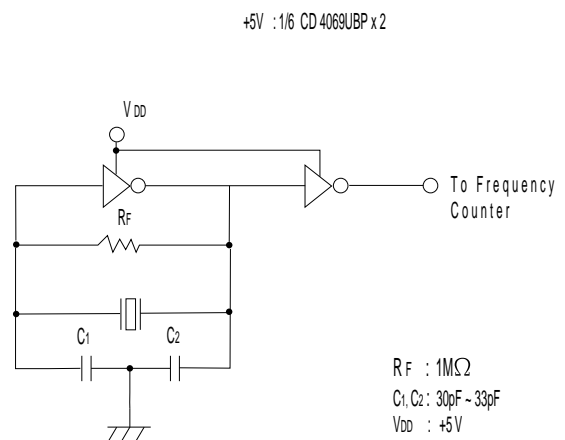 +5V : 1/6 CD 4069UBP x 2
V DD
RF
To Frequency
Counter
C1
C2
RF : 1MΩ
C1, C2 : 30pF ~ 33pF
VDD : +5V